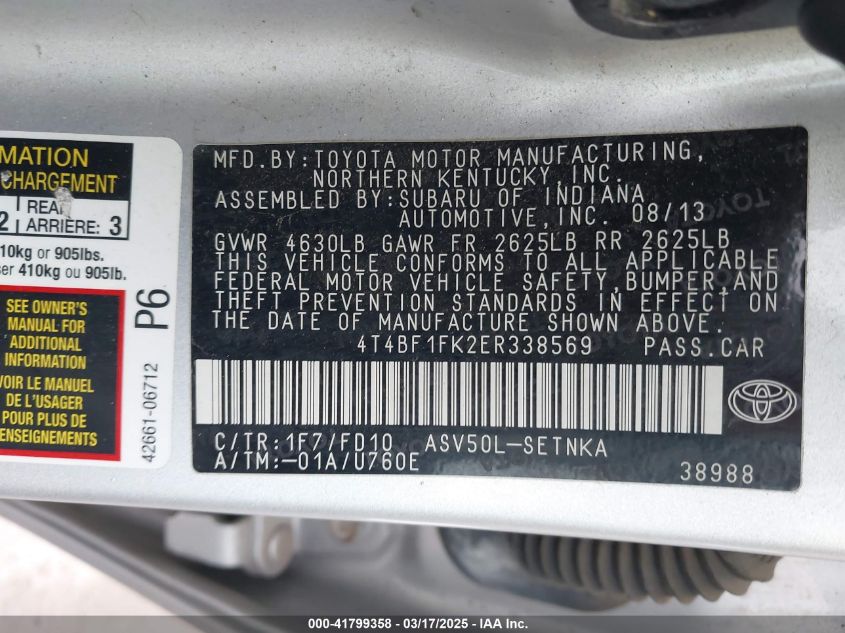 MATION
CHARGEMENT
2 REAR
ARRIÈRE: 3
10kg or 905lbs.
ser 410kg ou 905lb.
SEE OWNER'S
MANUAL FOR
ADDITIONAL
INFORMATION
VOIR LE MANUEL
DE L'USAGER
POUR PLUS DE
RENSEIGNEMENTS
P6
42661-06712
MFD.BY:TOYOTA MOTOR MANUFACTURING,
NORTHERN KENTUCKY, INC.
ASSEMBLED BY:SUBARU OF INDIANA
AUTOMOTIVE,INC. 08/13
GVWR 4630LB GAWR FR 2625LB RR 2625LB
THIS VEHICLE CONFORMS TO ALL APPLICABLE
FEDERAL MOTOR VEHICLE SAFETY,BUMPER,AND
THEFT PREVENTION STANDARDS IN EFFECT ON
THE DATE OF MANUFACTURE SHOWN ABOVE.
4T4BF1FK2ER338569 PASS.CAR
C/TR:1F7/FD10 ASV50L-SETNKA
A/TM:-01A/U760E
38988
000-41799358 - 03/17/2025 - IAA, Inc.